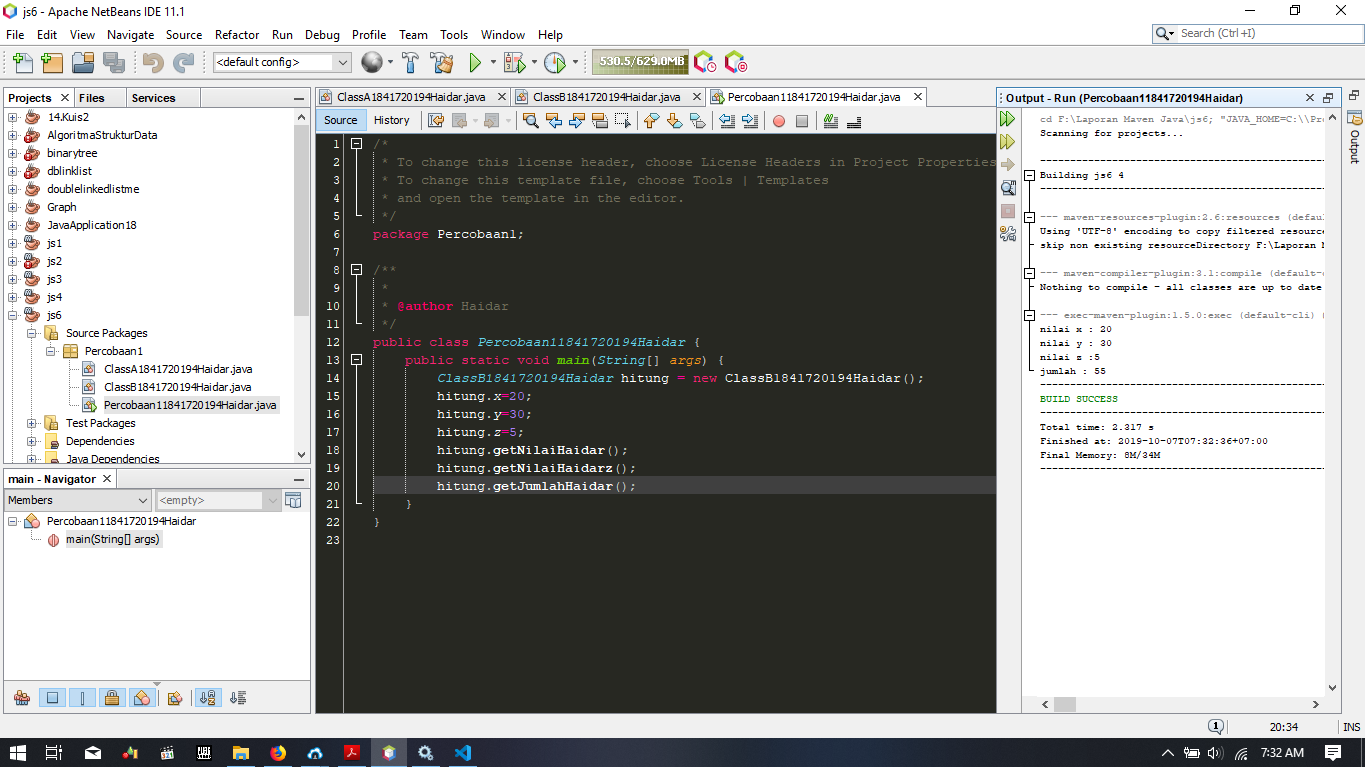 js6 - Apache NetBeans IDE 11.1
File Edit View Navigate Source Refactor Run Debug Profile Team Tools Window Help
Search (Ctrl+I)
<default config>
530.5/629.0MB
Projects Files Services
14.Kuis2
AlgoritmaStrukturData
binarytree
dblinklist
doublelinkedlistme
Graph
JavaApplication18
js1
js2
js3
js4
js6
Source Packages
Percobaan1
ClassA1841720194Haidar.java
ClassB1841720194Haidar.java
Percobaan11841720194Haidar.java
Test Packages
Dependencies
Java Dependencies
main - Navigator
Members
<empty>
Percobaan11841720194Haidar
main(String[] args)
ClassA1841720194Haidar.java ClassB1841720194Haidar.java Percobaan11841720194Haidar.java
Source History
1 /*
2 * To change this license header, choose License Headers in Project Properties
3 * To change this template file, choose Tools | Templates
4 * and open the template in the editor.
5 */
6 package Percobaan1;
7
8 /**
9 *
10 * @author Haidar
11 */
12 public class Percobaan11841720194Haidar {
13 public static void main(String[] args) {
14 ClassB1841720194Haidar hitung = new ClassB1841720194Haidar();
15 hitung.x=20;
16 hitung.y=30;
17 hitung.z=5;
18 hitung.getNilaiHaidar();
19 hitung.getNilaiHaidarz();
20 hitung.getJumlahHaidar();
21 }
22 }
23
Output - Run (Percobaan11841720194Haidar)
cd F:\Laporan Maven Java\js6; "JAVA_HOME=C:\\Pro
Scanning for projects...
------------------------------------------------
Building js6 4
------------------------------------------------
--- maven-resources-plugin:2.6:resources (defau
Using 'UTF-8' encoding to copy filtered resourc
skip non existing resourceDirectory F:\Laporan M
--- maven-compiler-plugin:3.1:compile (default-c
Nothing to compile - all classes are up to date
--- exec-maven-plugin:1.5.0:exec (default-cli) (
nilai x : 20
nilai y : 30
nilai z :5
jumlah : 55
------------------------------------------------
BUILD SUCCESS
------------------------------------------------
Total time: 2.317 s
Finished at: 2019-10-07T07:32:36+07:00
Final Memory: 8M/34M
------------------------------------------------
Output
1
20:34 INS
7:32 AM